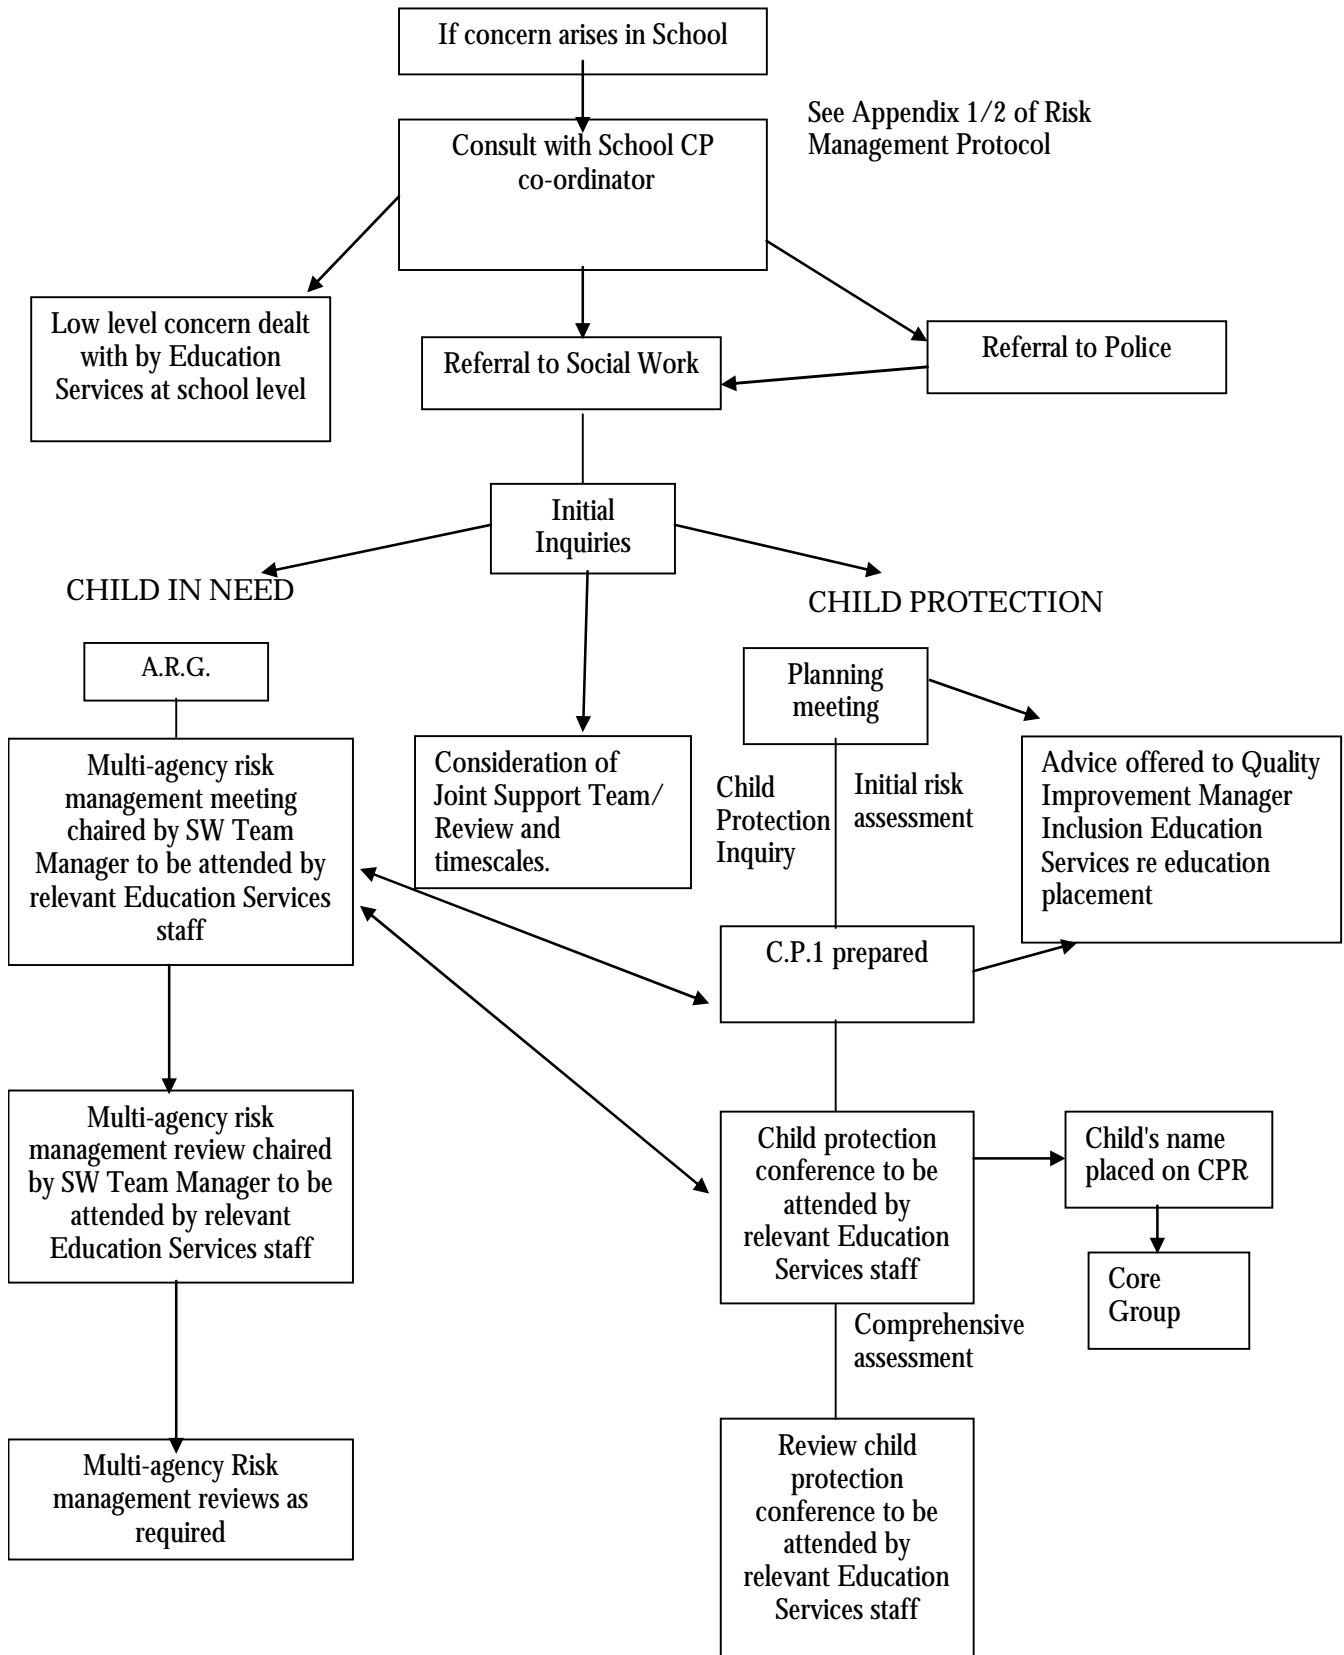 If concern arises in School
See Appendix 1/2 of Risk
Management Protocol
Consult with School CP
co-ordinator
Low level concern dealt
with by Education
Services at school level
Referral to Social Work
Referral to Police
Initial
Inquiries
CHILD IN NEED
CHILD PROTECTION
A.R.G.
Multi-agency risk
management meeting
chaired by SW Team
Manager to be attended by
relevant Education Services
staff
Consideration of
Joint Support Team/
Review and
timescales.
Planning
meeting
Child
Protection
Inquiry
Initial risk
assessment
Advice offered to Quality
Improvement Manager
Inclusion Education
Services re education
placement
C.P.1 prepared
Multi-agency risk
management review chaired
by SW Team Manager to be
attended by relevant
Education Services staff
Child protection
conference to be
attended by
relevant Education
Services staff
Child's name
placed on CPR
Core
Group
Comprehensive
assessment
Multi-agency Risk
management reviews as
required
Review child
protection
conference to be
attended by
relevant Education
Services staff